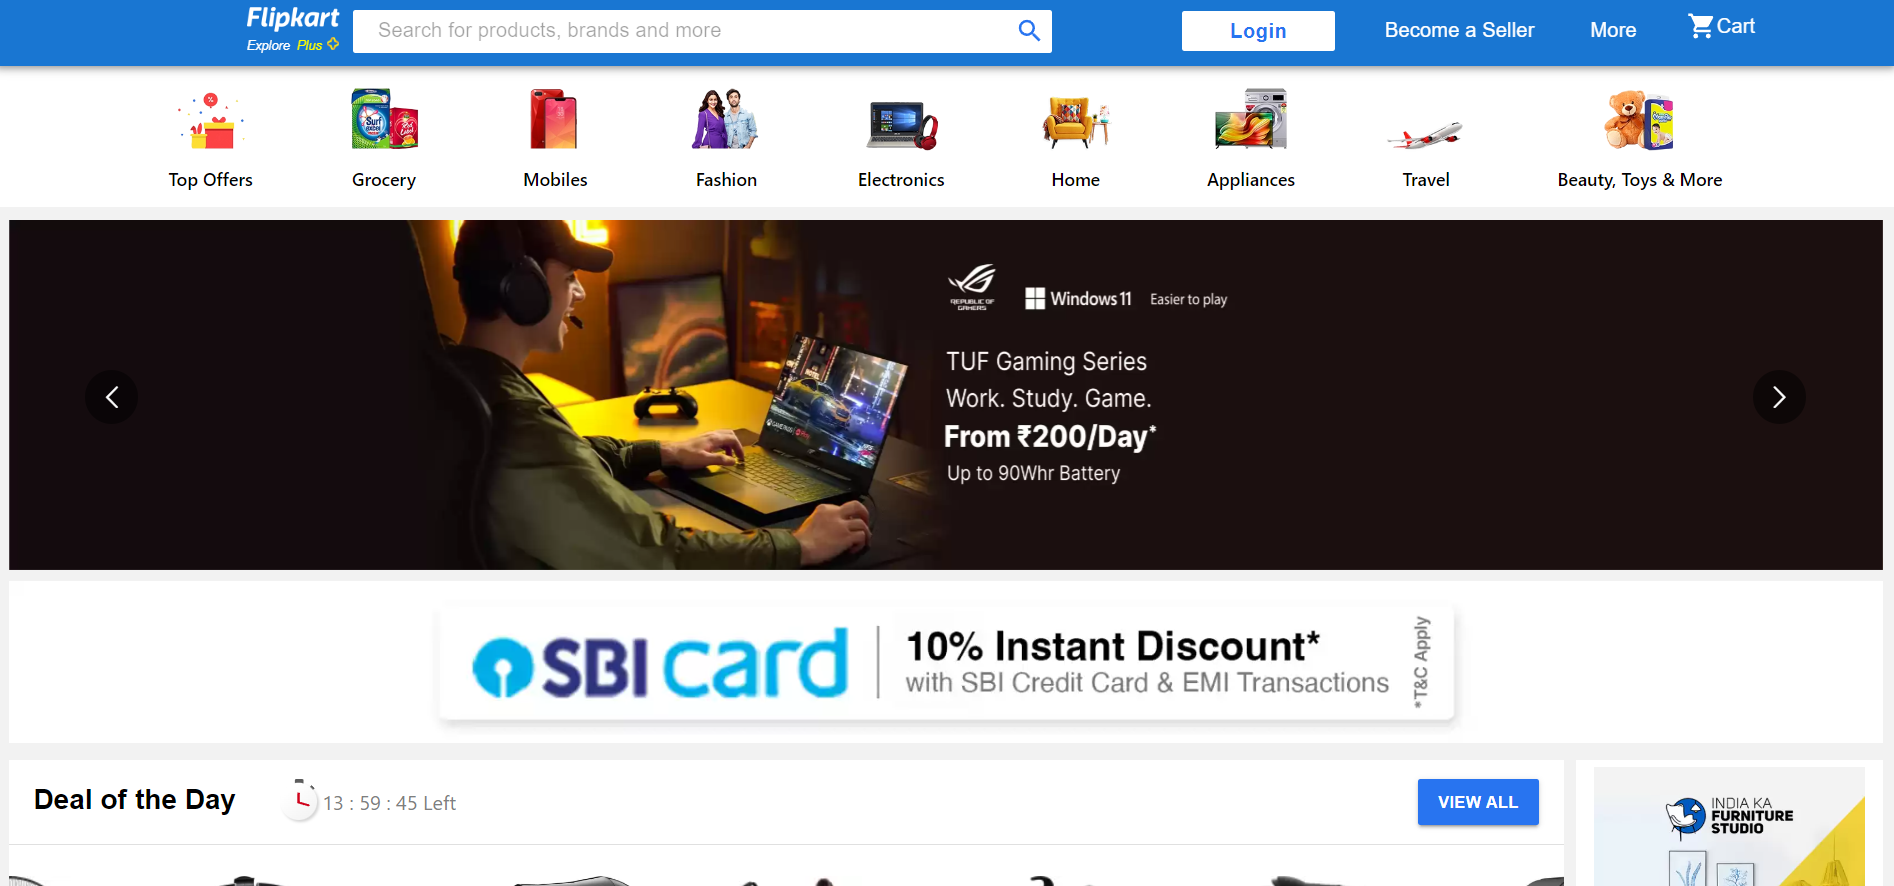 Flipkart
Explore Plus
Search for products, brands and more
Login
Become a Seller
More
Cart
Top Offers
Grocery
Mobiles
Fashion
Electronics
Home
Appliances
Travel
Beauty, Toys & More
REPUBLIC OF
GAMERS
Windows 11
Easier to play
TUF Gaming Series
Work. Study. Game.
From ₹200/Day*
Up to 90Whr Battery
SBI card
10% Instant Discount*
with SBI Credit Card & EMI Transactions
*T&C Apply
Deal of the Day
13 : 59 : 45 Left
VIEW ALL
INDIA KA
FURNITURE
STUDIO